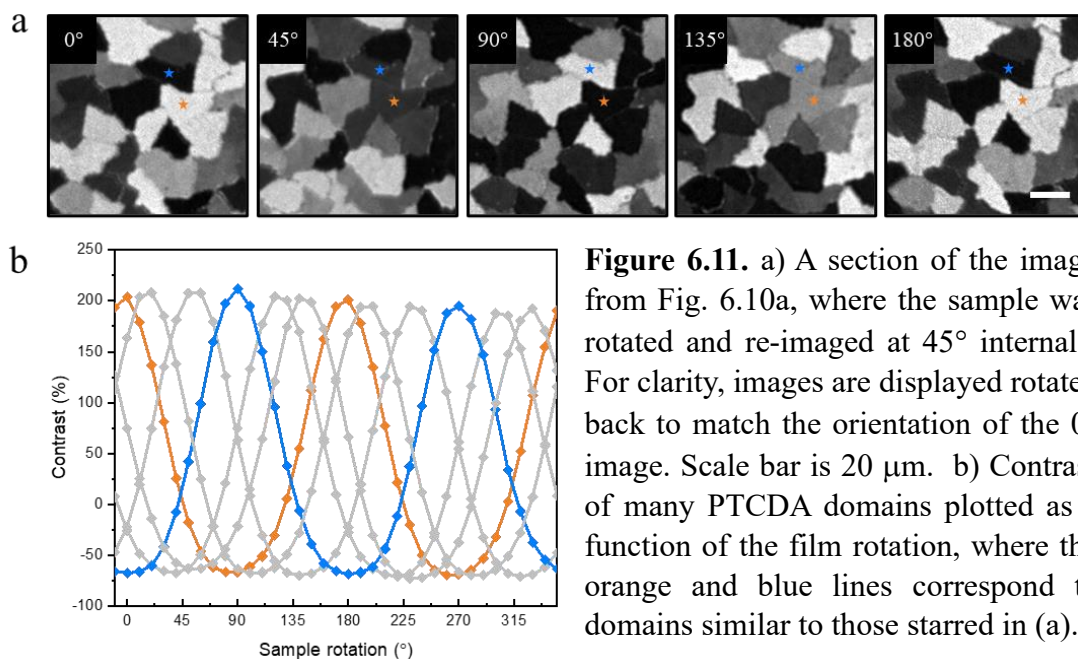 a
0° 45° 90° 135° 180°
b
250
200
150
100
50
0
-50
-100
Contrast (%)
0 45 90 135 180 225 270 315
Sample rotation (°)
Figure 6.11. a) A section of the imag
from Fig. 6.10a, where the sample wa
rotated and re-imaged at 45° internal
For clarity, images are displayed rotate
back to match the orientation of the 0
image. Scale bar is 20 µm. b) Contras
of many PTCDA domains plotted as
function of the film rotation, where th
orange and blue lines correspond t
domains similar to those starred in (a).